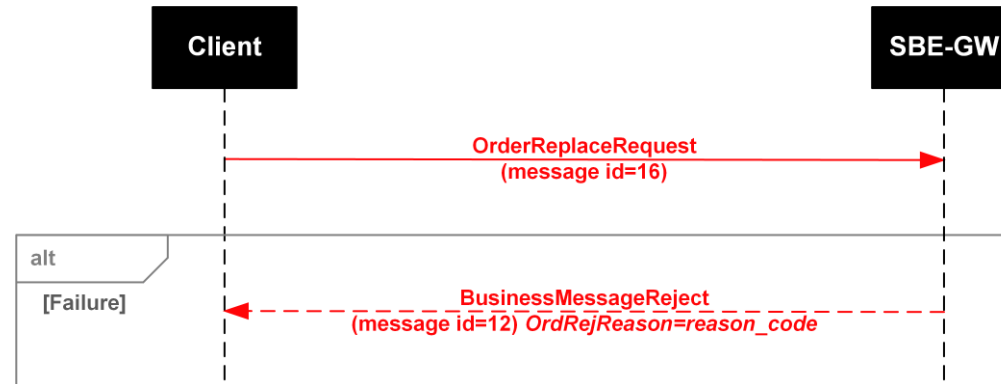 Client
SBE-GW
OrderReplaceRequest
(message id=16)
alt
[Failure]
BusinessMessageReject
(message id=12) OrdRejReason=reason_code